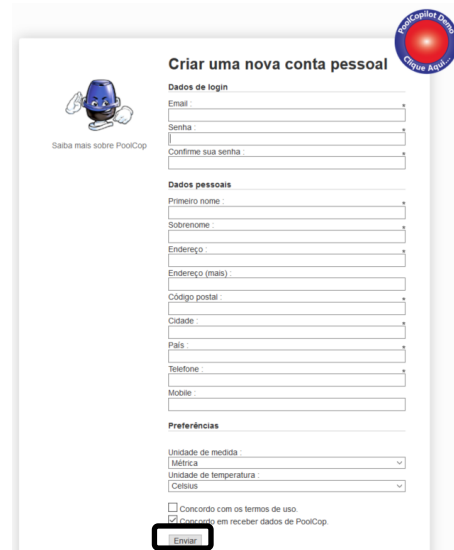 PoolCopilot Demo
Clique Aqui...
Criar uma nova conta pessoal
Dados de login
Email : *
Senha : *
Confirme sua senha : *
Saiba mais sobre PoolCop
Dados pessoais
Primeiro nome : *
Sobrenome : *
Endereço : *
Endereço (mais) :
Código postal : *
Cidade : *
País : *
Telefone : *
Mobile :
Preferências
Unidade de medida :
Métrica
Unidade de temperatura :
Celsius
Concordo com os termos de uso.
Concordo em receber dados de PoolCop.
Enviar